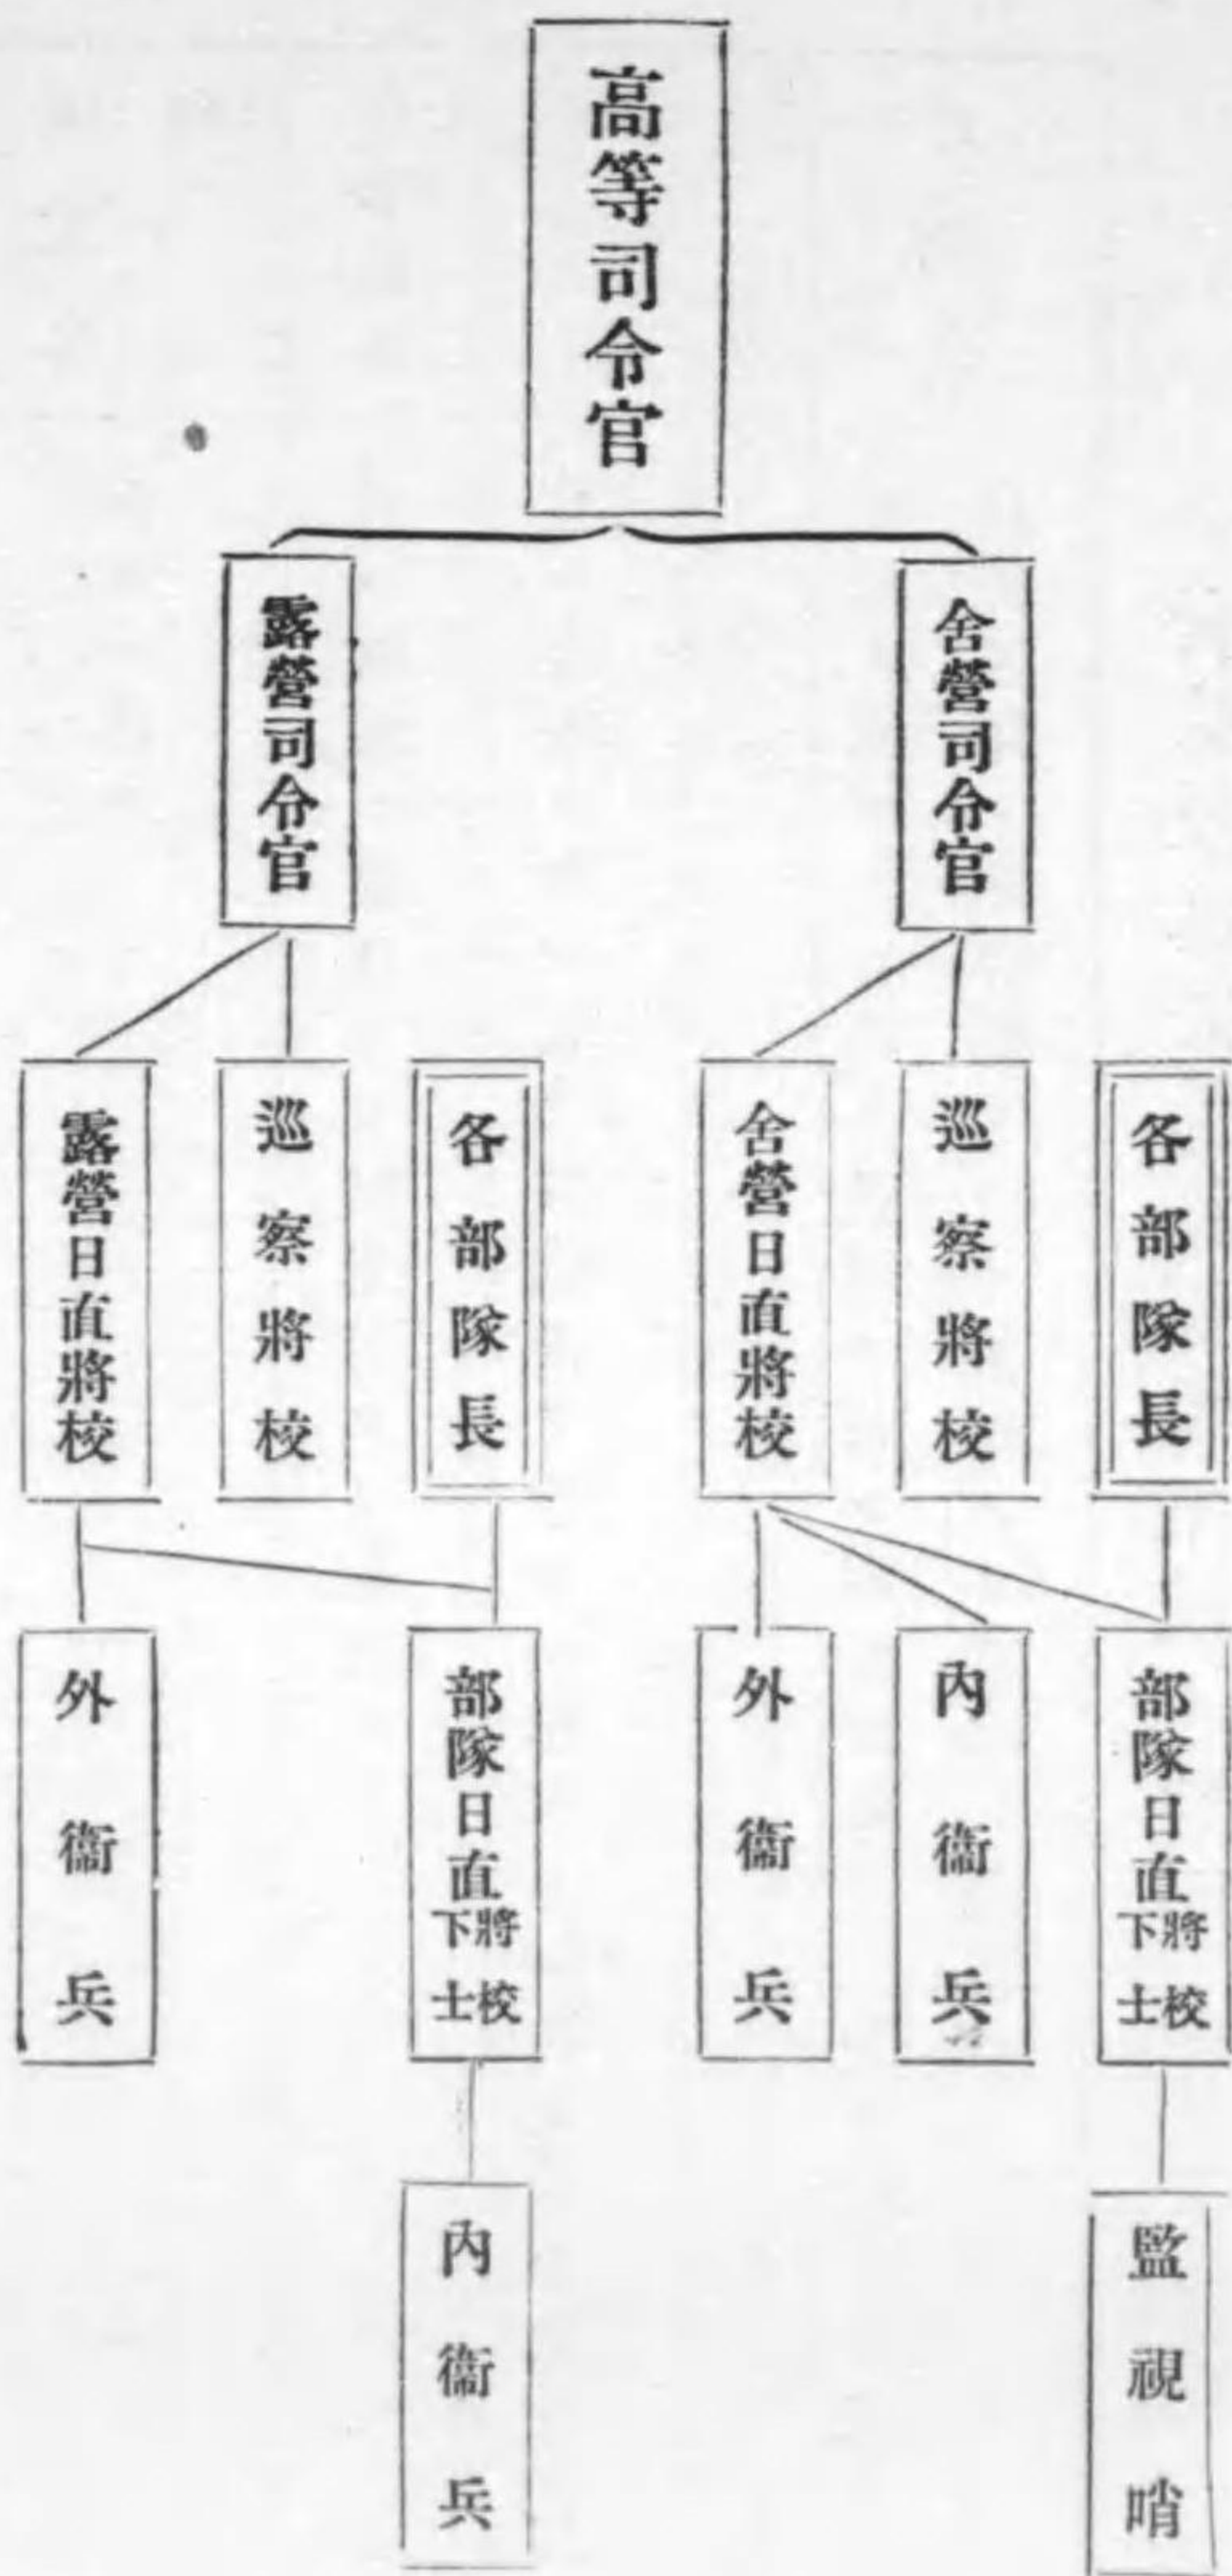 高等司令官
舍營司令官
露營司令官
各部隊長
巡察將校
舍營日直將校
各部隊長
巡察將校
露營日直將校
部隊日直將校下士
內衞兵
外衞兵
部隊日直將校下士
外衞兵
監視哨
內衞兵